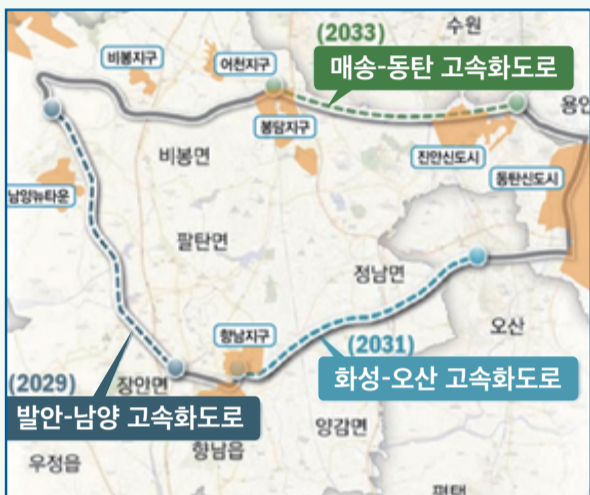 (2033)
수원
매송-동탄 고속화도로
비봉지구
어천지구
용인
봉담지구
비봉면
진안신도시
동탄신도시
남양뉴타운
팔탄면
정남면
향남지구
오산
(2031)
화성-오산 고속화도로
(2029)
장안면
발안-남양 고속화도로
양감면
향남읍
우정읍
평택